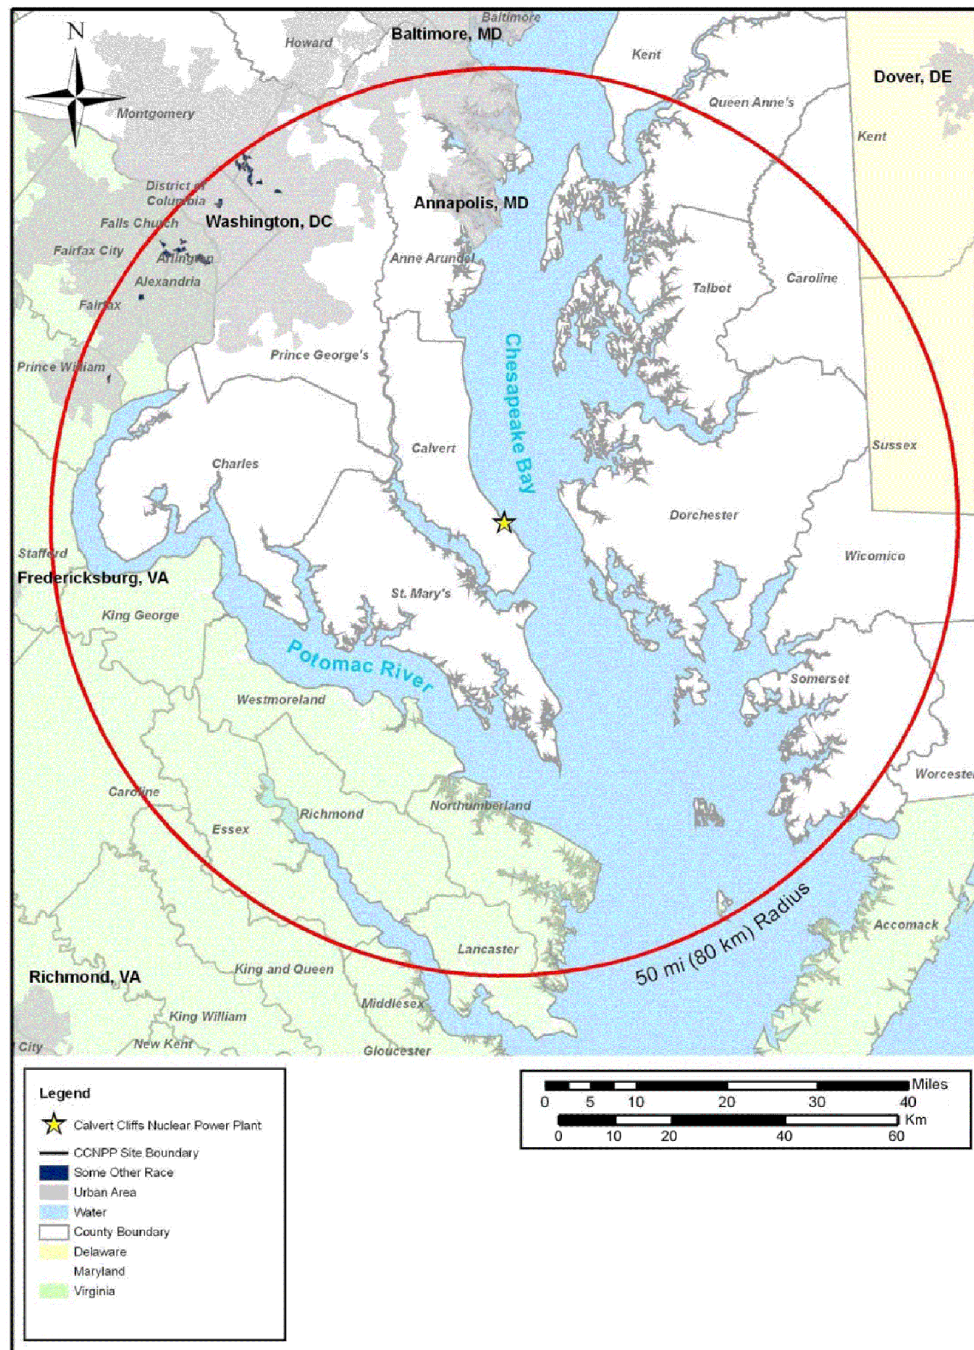 Baltimore
Baltimore, MD
N
Howard
Kent
Dover, DE
Queen Anne's
Montgomery
Kent
District of
Columbia
Annapolis, MD
Falls Church
Washington, DC
Fairfax City
Arlington
Anne Arundel
Caroline
Alexandria
Talbot
Fairfax
Prince George's
Prince William
Chesapeake Bay
Calvert
Sussex
Charles
Dorchester
Stafford
Wicomico
Fredericksburg, VA
St. Mary's
King George
Potomac River
Somerset
Westmoreland
Worcester
Caroline
Northumberland
Richmond
Essex
50 mi (80 km) Radius
Accomack
Lancaster
King and Queen
Richmond, VA
Middlesex
King William
New Kent
City
Gloucester
Legend
Calvert Cliffs Nuclear Power Plant
CCNPP Site Boundary
Some Other Race
Urban Area
Water
County Boundary
Delaware
Maryland
Virginia
Miles
0 5 10 20 30 40
Km
0 10 20 40 60